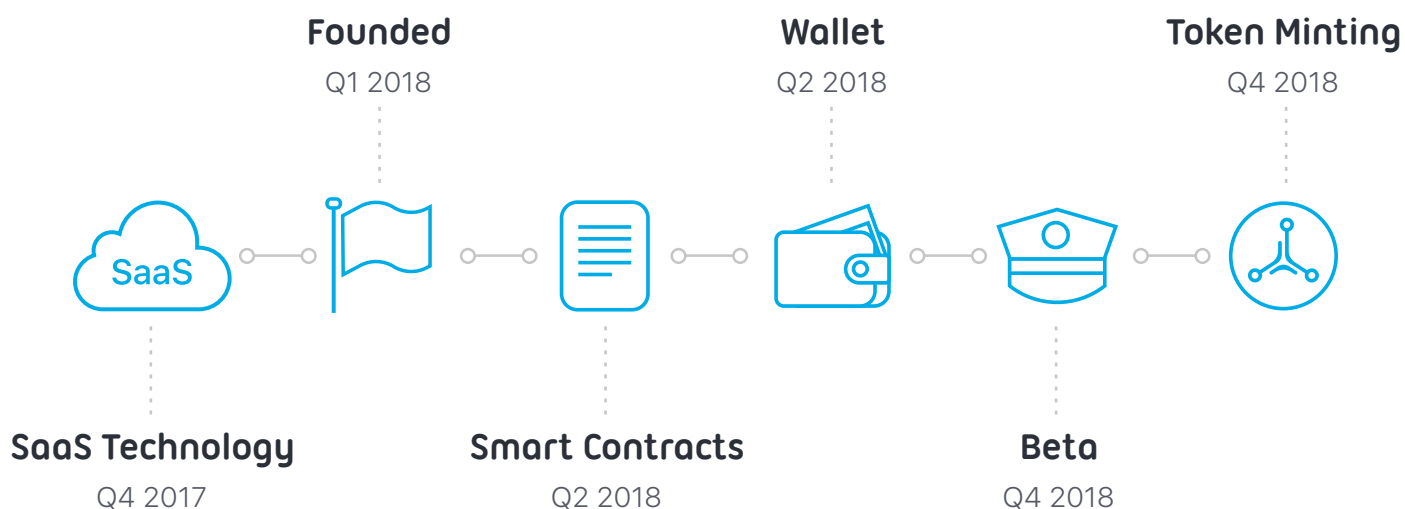 Founded
Q1 2018
Wallet
Q2 2018
Token Minting
Q4 2018
SaaS
SaaS Technology
Q4 2017
Smart Contracts
Q2 2018
Beta
Q4 2018